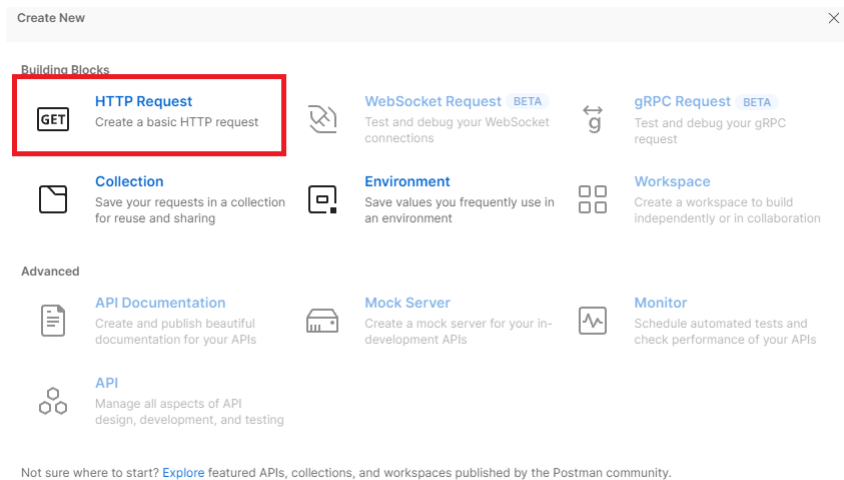 Create New
Building Blocks
GET
HTTP Request
Create a basic HTTP request
WebSocket Request BETA
Test and debug your WebSocket
connections
g
gRPC Request BETA
Test and debug your gRPC
request
Collection
Save your requests in a collection
for reuse and sharing
Environment
Save values you frequently use in
an environment
Workspace
Create a workspace to build
independently or in collaboration
Advanced
API Documentation
Create and publish beautiful
documentation for your APIs
Mock Server
Create a mock server for your in-
development APIs
Monitor
Schedule automated tests and
check performance of your APIs
API
Manage all aspects of API
design, development, and testing
Not sure where to start? Explore featured APIs, collections, and workspaces published by the Postman community.